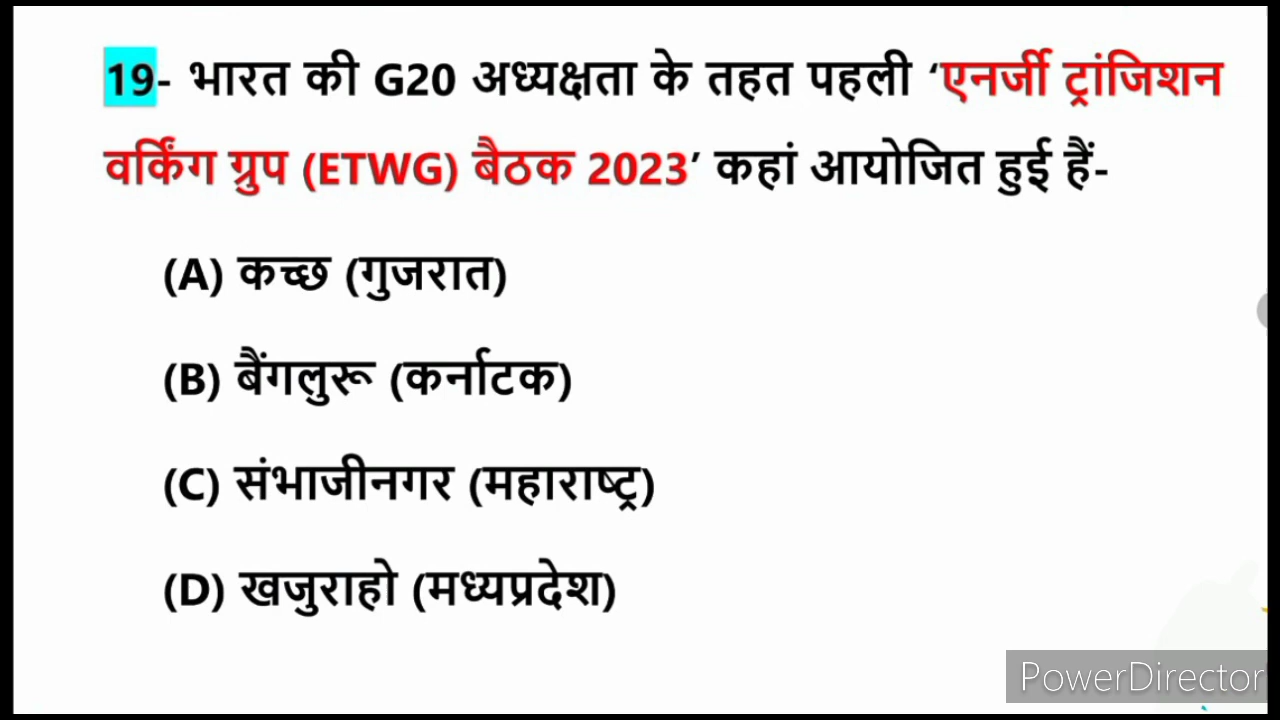 19- भारत की G20 अध्यक्षता के तहत पहली ‘एनर्जी ट्रांजिशन
वर्किंग ग्रुप (ETWG) बैठक 2023’ कहां आयोजित हुई हैं-
(A) कच्छ (गुजरात)
(B) बैंगलुरू (कर्नाटक)
(C) संभाजीनगर (महाराष्ट्र)
(D) खजुराहो (मध्यप्रदेश)
PowerDirector